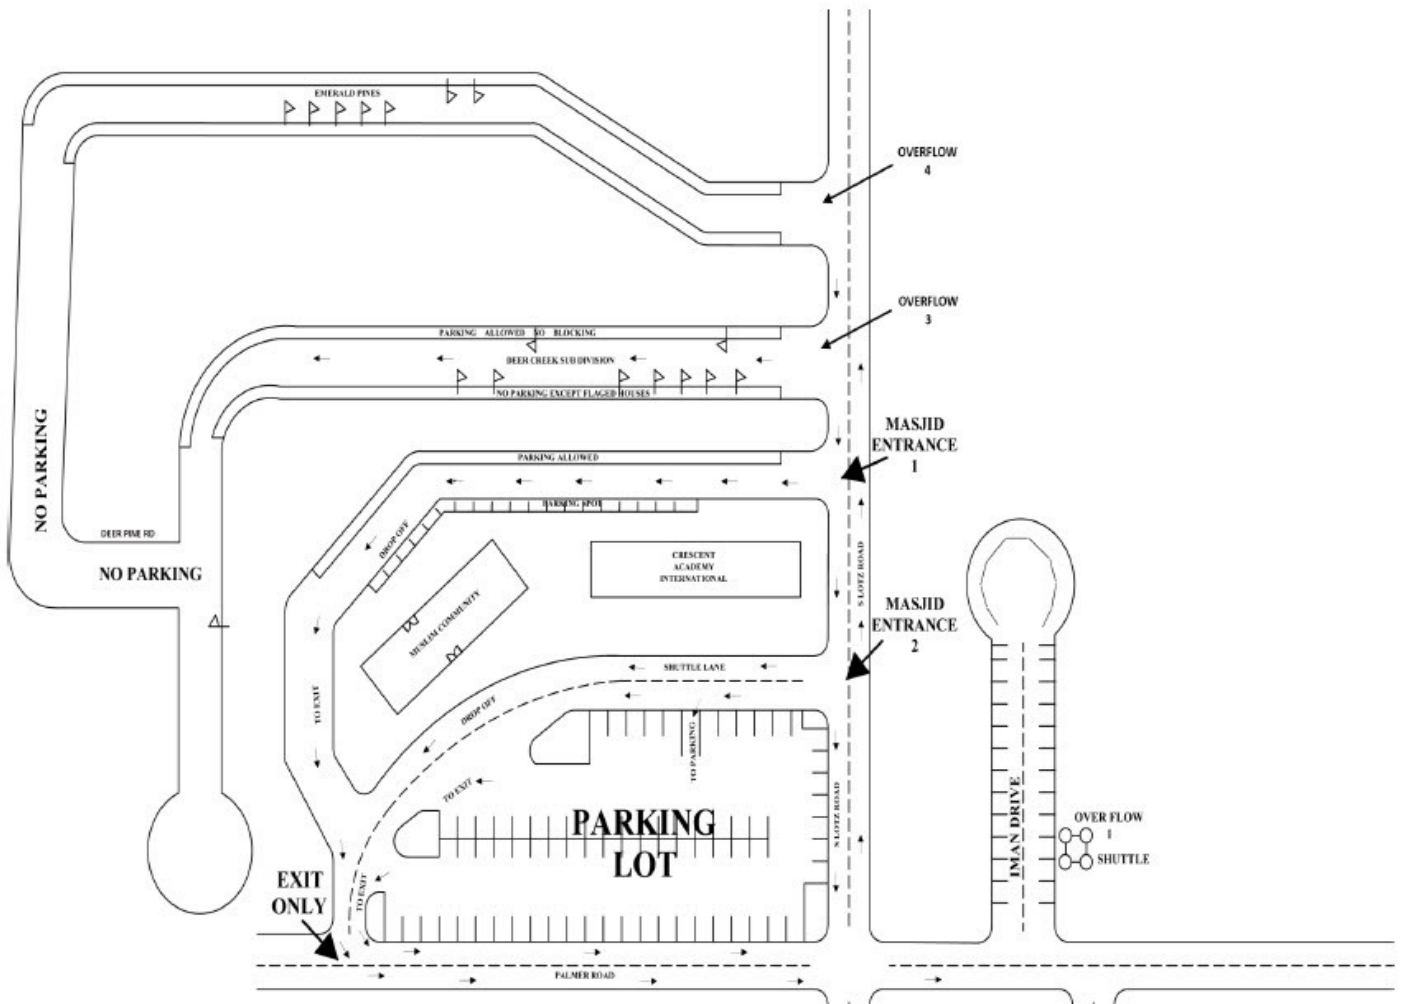 EMERALD PINES
OVERFLOW
4
OVERFLOW
3
PARKING ALLOWED NO BLOCKING
DEER CREEK SUB DIVISION
NO PARKING EXCEPT FLAGED HOUSES
MASJID
ENTRANCE
1
PARKING ALLOWED
PARKING SPOT
NO PARKING
DROP OFF
DEER PINE RD
NO PARKING
CRESCENT
ACADEMY
INTERNATIONAL
S LOTZ ROAD
MUSLIM COMMUNITY
MASJID
ENTRANCE
2
SHUTTLE LANE
TO EXIT
DROP OFF
TO PARKING
TO EXIT
PARKING
LOT
S LOTZ ROAD
IMAN DRIVE
OVER FLOW
1
SHUTTLE
EXIT
ONLY
TO EXIT
PALMER ROAD